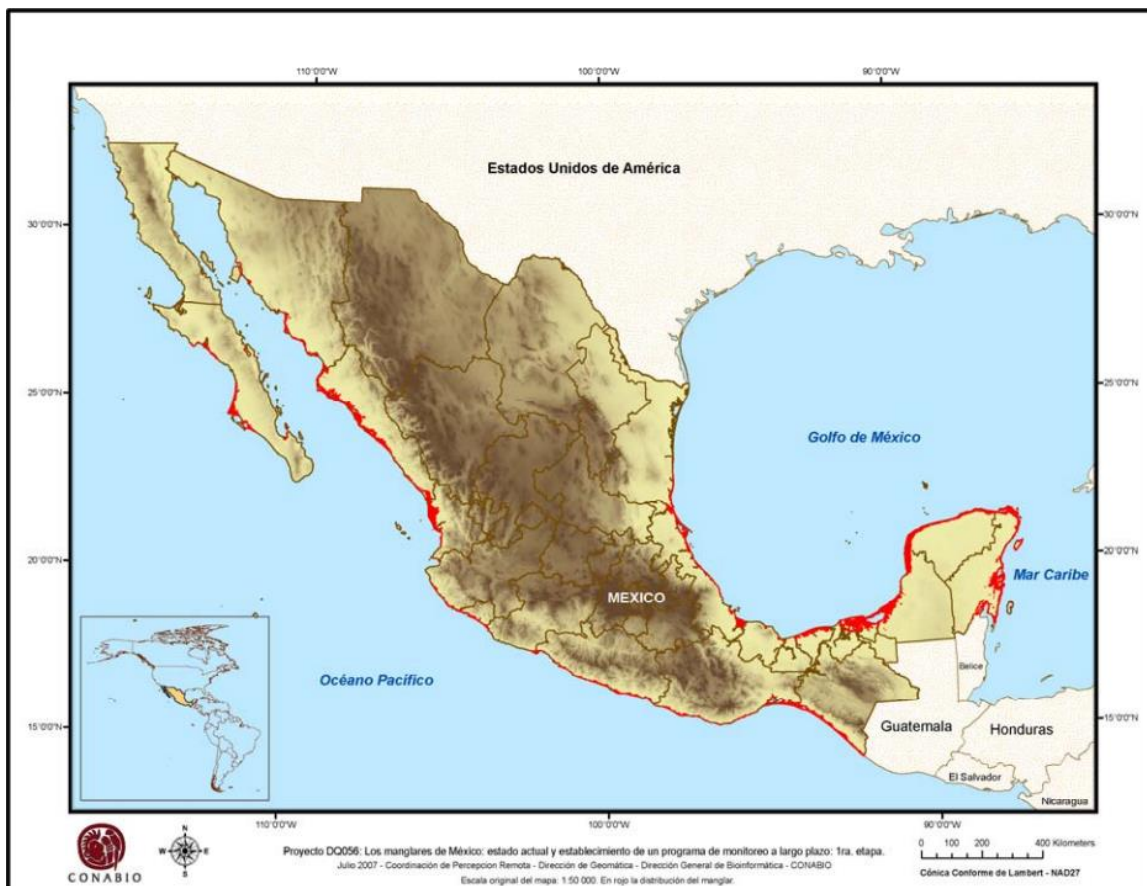 110°0'0"W 100°0'0"W 90°0'0"W
Estados Unidos de América
30°0'0"N 30°0'0"N
25°0'0"N 25°0'0"N
Golfo de México
20°0'0"N 20°0'0"N
Mar Caribe
MEXICO
Belice
Océano Pacífico
15°0'0"N 15°0'0"N
Guatemala Honduras
El Salvador
Nicaragua
110°0'0"W 100°0'0"W 90°0'0"W
CONABIO
N
W E
S
Proyecto DQ056: Los manglares de México: estado actual y establecimiento de un programa de monitoreo a largo plazo: 1ra. etapa.
Julio 2007 - Coordinación de Percepcion Remota - Dirección de Geomática - Dirección General de Bioinformática - CONABIO
Escala original del mapa: 1:50 000. En rojo la distribución del manglar.
0 100 200 400 Kilometers
Cónica Conforme de Lambert - NAD27